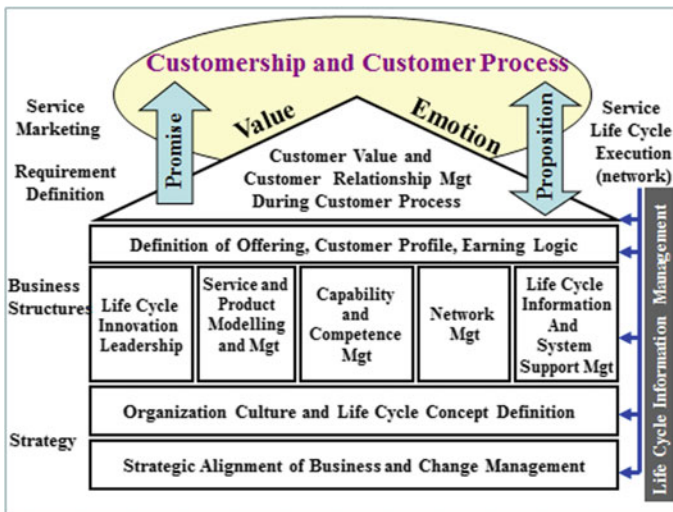 Customership and Customer Process
Service
Marketing
Requirement
Definition
Promise
Value
Emotion
Proposition
Service
Life Cycle
Execution
(network)
Customer Value and
Customer Relationship Mgt
During Customer Process
Definition of Offering, Customer Profile, Earning Logic
Business
Structures
Life Cycle
Innovation
Leadership
Service and
Product
Modelling
and Mgt
Capability
and
Competence
Mgt
Network
Mgt
Life Cycle
Information
And
System
Support Mgt
Strategy
Organization Culture and Life Cycle Concept Definition
Strategic Alignment of Business and Change Management
Life Cycle Information Management